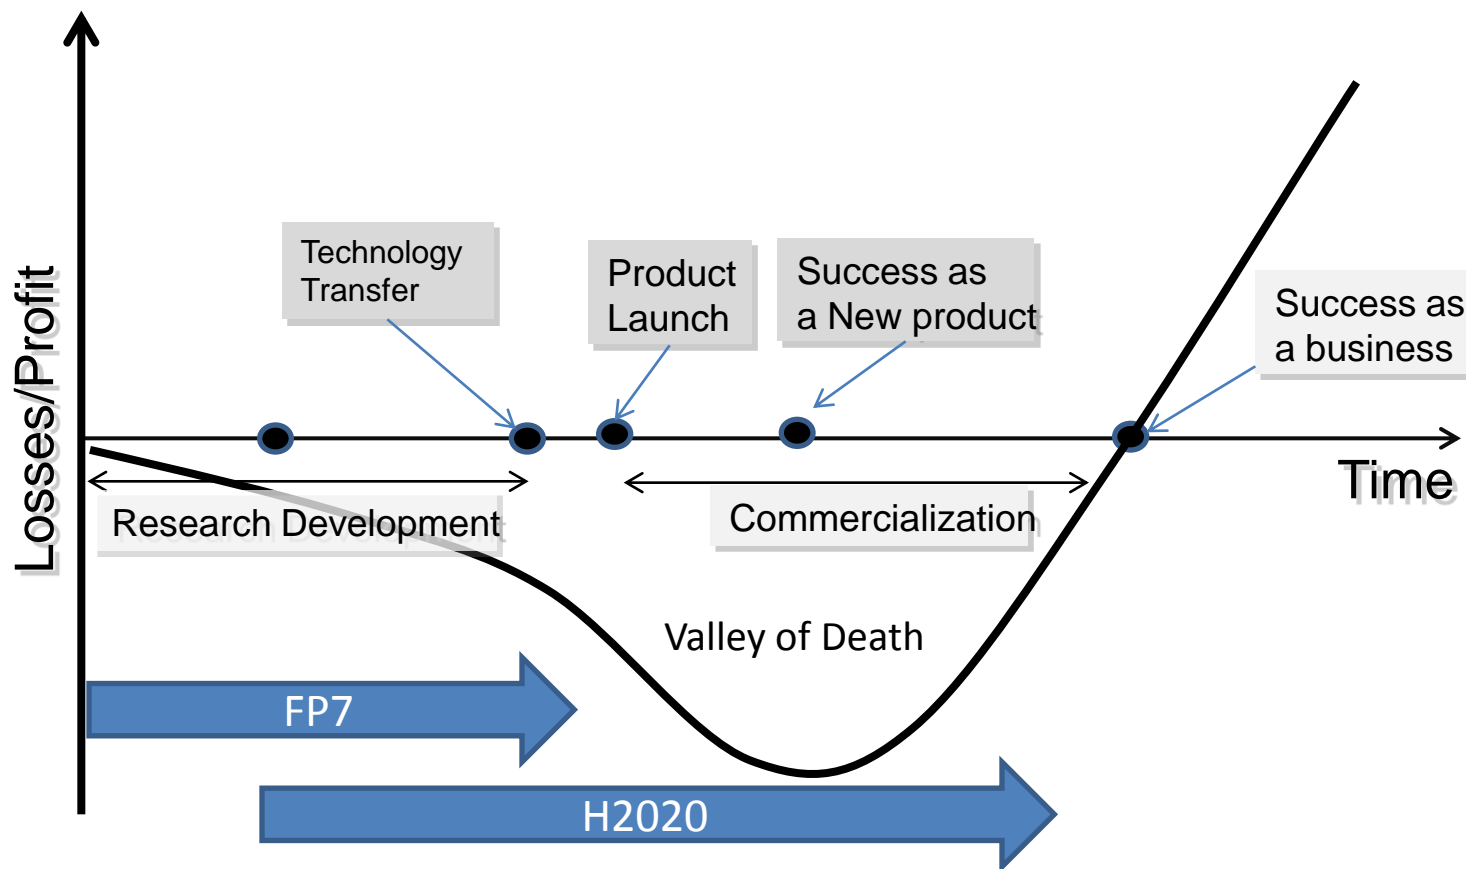 Losses/Profit
Technology
Transfer
Product
Launch
Success as
a New product
Success as
a business
Time
Research Development
Commercialization
Valley of Death
FP7
H2020